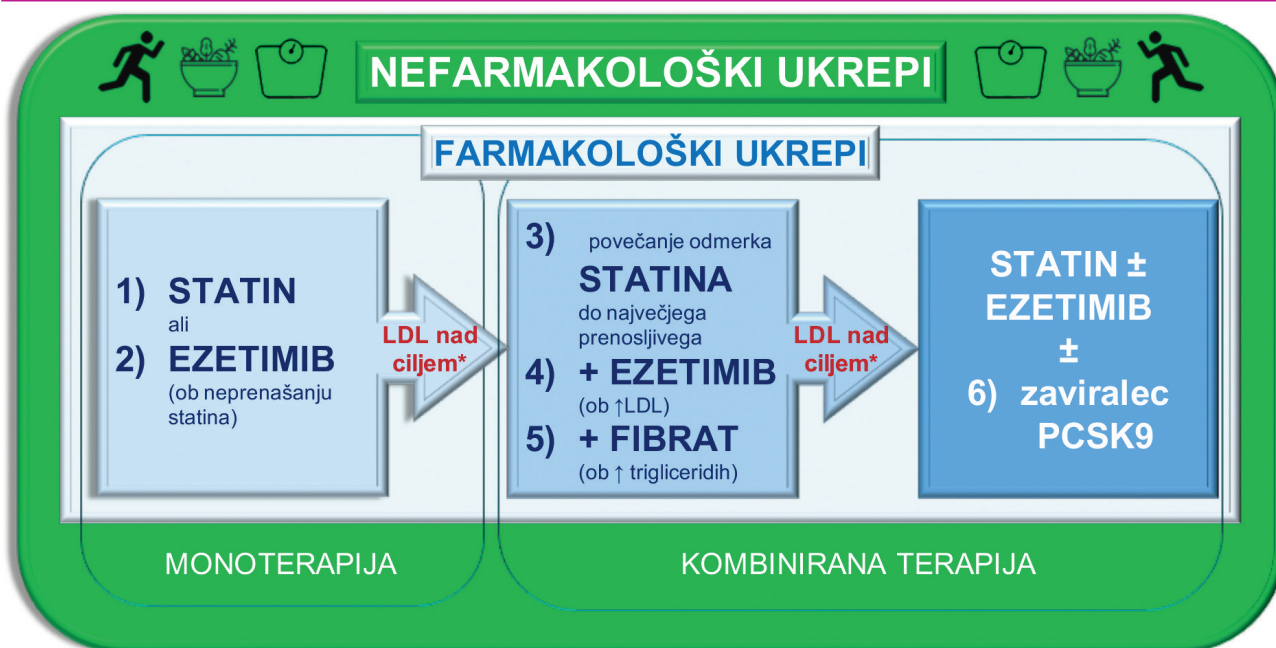 NEFARMAKOLOŠKI UKREPI
FARMAKOLOŠKI UKREPI
1) STATIN
ali
2) EZETIMIB
(ob neprenašanju
statina)
LDL nad
ciljem*
3) povečanje odmerka
STATINA
do največjega
prenosljivega
4) + EZETIMIB
(ob ↑LDL)
5) + FIBRAT
(ob ↑ trigliceridih)
LDL nad
ciljem*
STATIN ±
EZETIMIB
±
6) zaviralec
PCSK9
MONOTERAPIJA
KOMBINIRANA TERAPIJA